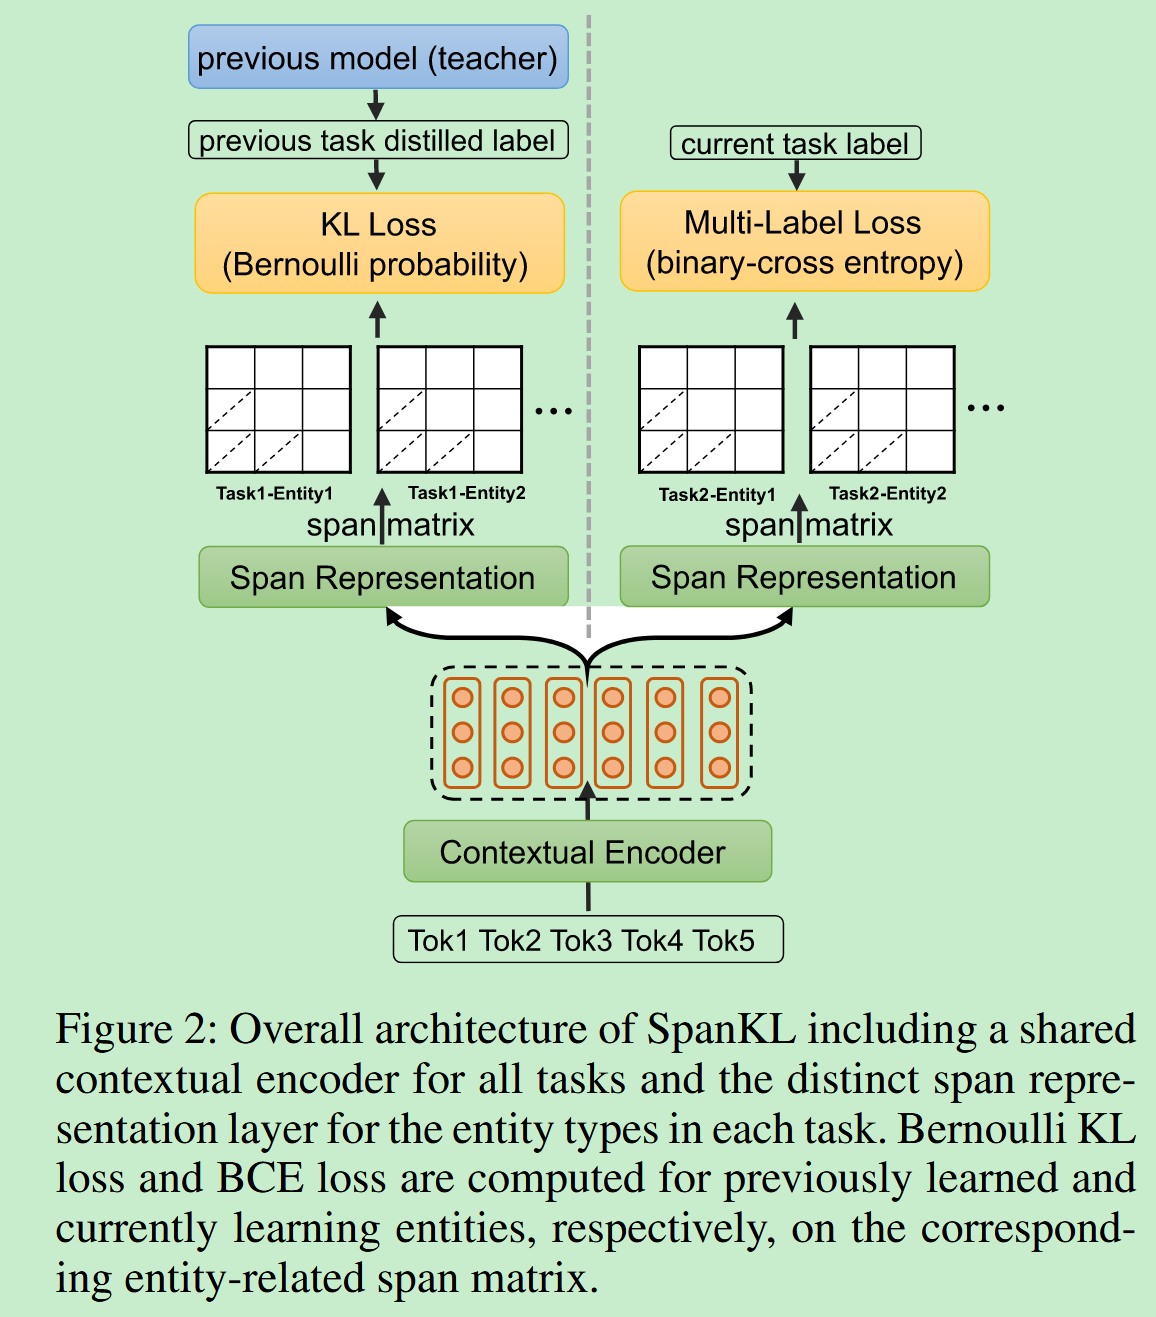 previous model (teacher)
previous task distilled label
KL Loss
(Bernoulli probability)
Task1-Entity1
Task1-Entity2
...
span matrix
Span Representation
current task label
Multi-Label Loss
(binary-cross entropy)
Task2-Entity1
Task2-Entity2
...
span matrix
Span Representation
Contextual Encoder
Tok1 Tok2 Tok3 Tok4 Tok5
Figure 2: Overall architecture of SpanKL including a shared
contextual encoder for all tasks and the distinct span repre-
sentation layer for the entity types in each task. Bernoulli KL
loss and BCE loss are computed for previously learned and
currently learning entities, respectively, on the correspond-
ing entity-related span matrix.